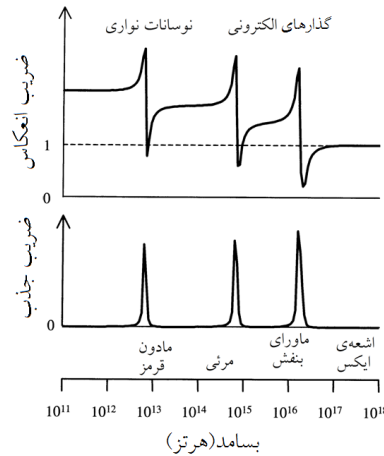 نوسانات نواری
گذارهای الکترونی
ضریب انعکاس
1
0
ضریب جذب
0
مادون
قرمز
مرئی
ماورای
بنفش
اشعه‌ی
ایکس
10¹¹ 10¹² 10¹³ 10¹⁴ 10¹⁵ 10¹⁶ 10¹⁷ 10¹⁸
بسامد(هرتز)